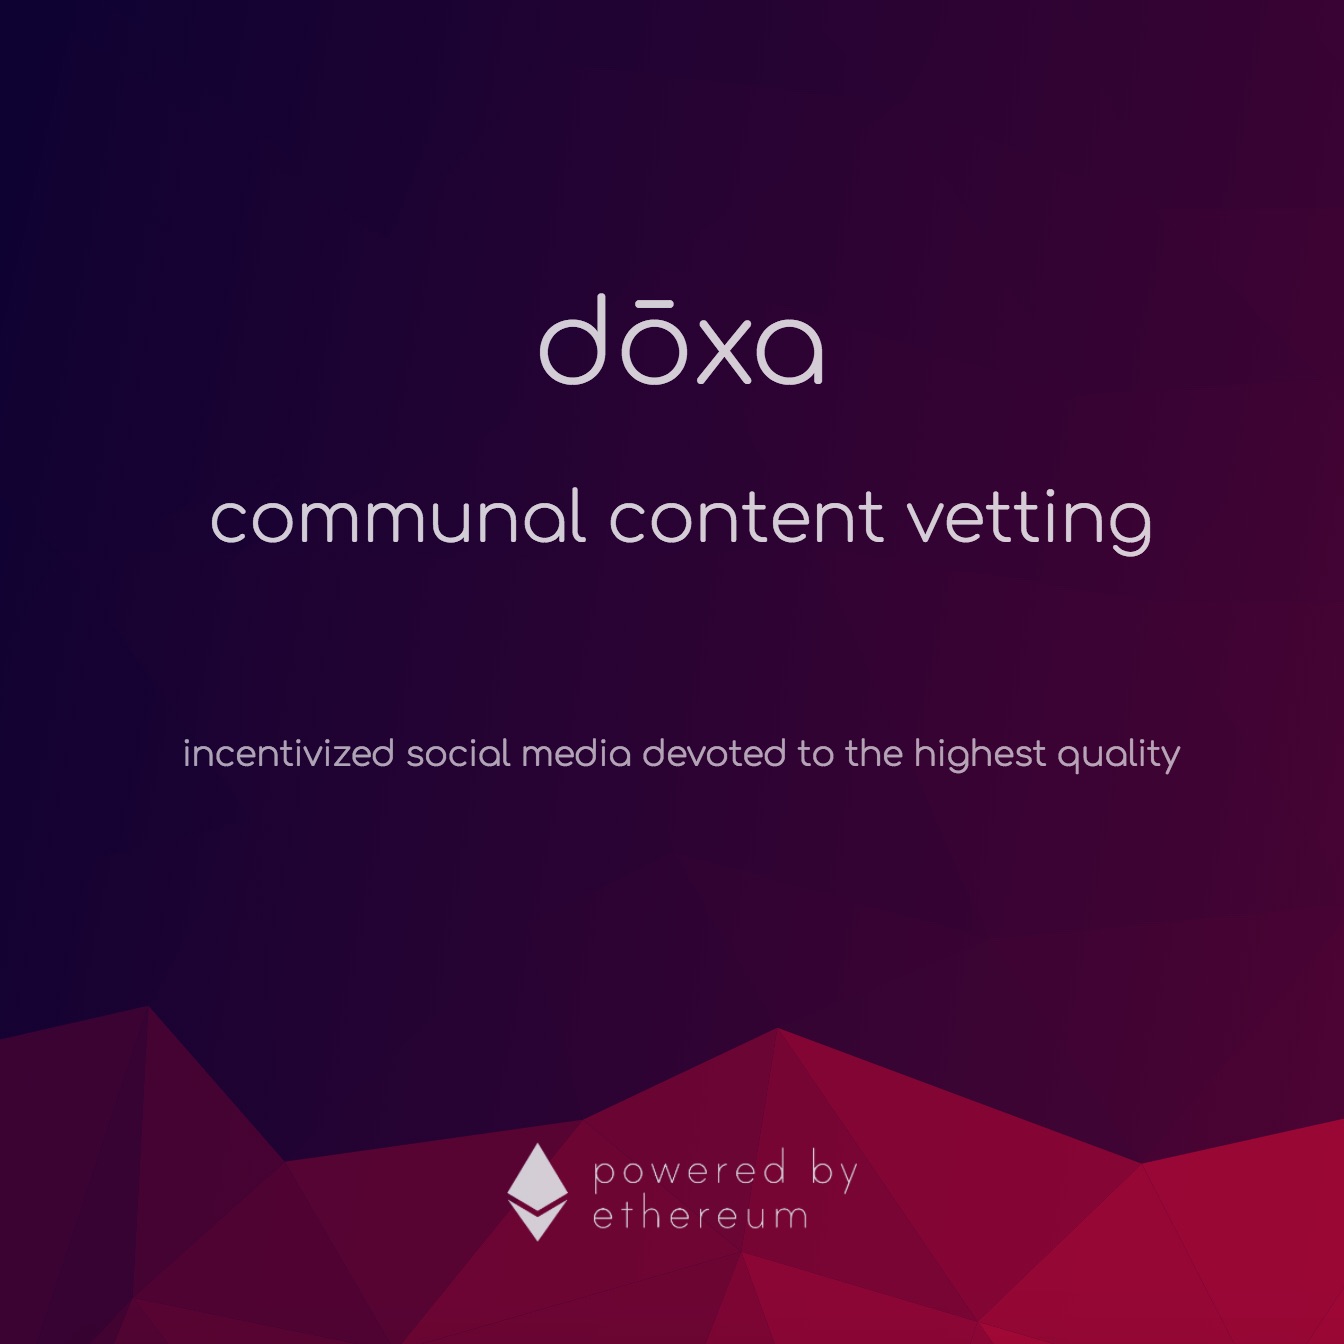 dōxa
communal content vetting
incentivized social media devoted to the highest quality
powered by
ethereum